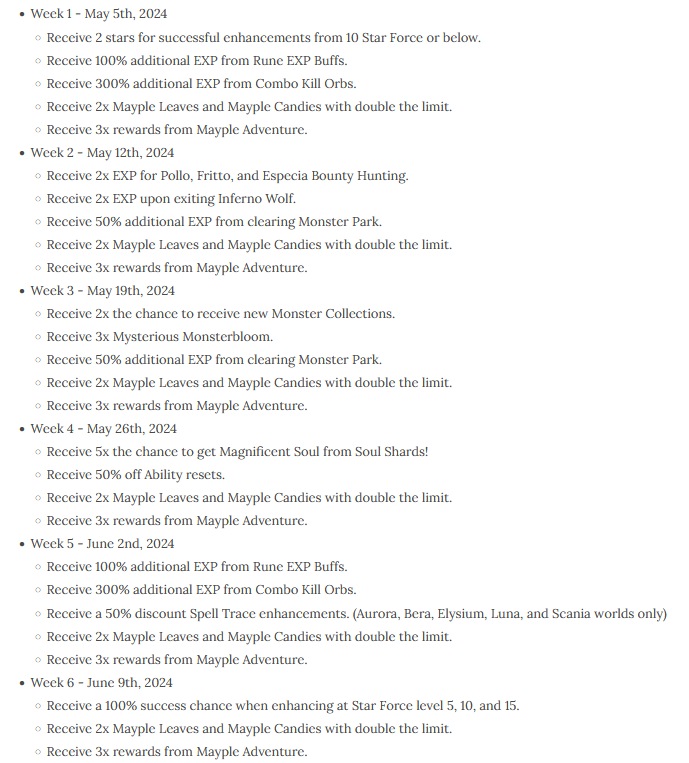 Week 1 - May 5th, 2024
Receive 2 stars for successful enhancements from 10 Star Force or below.
Receive 100% additional EXP from Rune EXP Buffs.
Receive 300% additional EXP from Combo Kill Orbs.
Receive 2x Mayple Leaves and Mayple Candies with double the limit.
Receive 3x rewards from Mayple Adventure.
Week 2 - May 12th, 2024
Receive 2x EXP for Pollo, Fritto, and Especia Bounty Hunting.
Receive 2x EXP upon exiting Inferno Wolf.
Receive 50% additional EXP from clearing Monster Park.
Receive 2x Mayple Leaves and Mayple Candies with double the limit.
Receive 3x rewards from Mayple Adventure.
Week 3 - May 19th, 2024
Receive 2x the chance to receive new Monster Collections.
Receive 3x Mysterious Monsterbloom.
Receive 50% additional EXP from clearing Monster Park.
Receive 2x Mayple Leaves and Mayple Candies with double the limit.
Receive 3x rewards from Mayple Adventure.
Week 4 - May 26th, 2024
Receive 5x the chance to get Magnificent Soul from Soul Shards!
Receive 50% off Ability resets.
Receive 2x Mayple Leaves and Mayple Candies with double the limit.
Receive 3x rewards from Mayple Adventure.
Week 5 - June 2nd, 2024
Receive 100% additional EXP from Rune EXP Buffs.
Receive 300% additional EXP from Combo Kill Orbs.
Receive a 50% discount Spell Trace enhancements. (Aurora, Bera, Elysium, Luna, and Scania worlds only)
Receive 2x Mayple Leaves and Mayple Candies with double the limit.
Receive 3x rewards from Mayple Adventure.
Week 6 - June 9th, 2024
Receive a 100% success chance when enhancing at Star Force level 5, 10, and 15.
Receive 2x Mayple Leaves and Mayple Candies with double the limit.
Receive 3x rewards from Mayple Adventure.